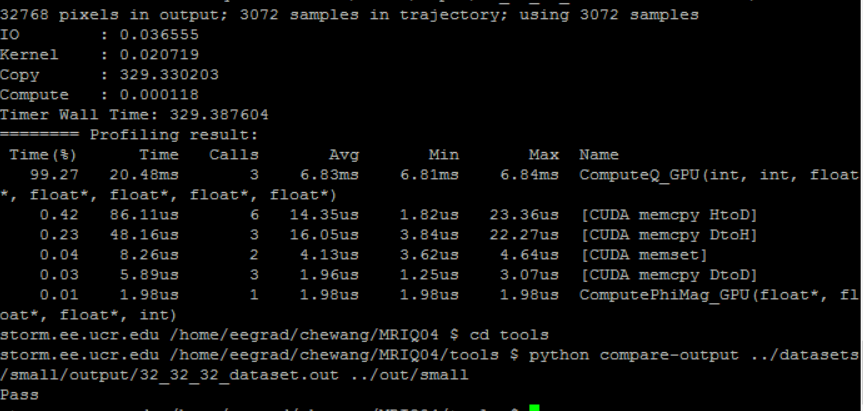 32768 pixels in output; 3072 samples in trajectory; using 3072 samples
IO        : 0.036555
Kernel    : 0.020719
Copy      : 329.330203
Compute   : 0.000118
Timer Wall Time: 329.387604
======== Profiling result:
 Time(%)      Time     Calls       Avg       Min       Max  Name
   99.27   20.48ms         3    6.83ms    6.81ms    6.84ms  ComputeQ_GPU(int, int, float
*, float*, float*, float*, float*)
    0.42   86.11us         6   14.35us    1.82us   23.36us  [CUDA memcpy HtoD]
    0.23   48.16us         3   16.05us    3.84us   22.27us  [CUDA memcpy DtoH]
    0.04    8.26us         2    4.13us    3.62us    4.64us  [CUDA memset]
    0.03    5.89us         3    1.96us    1.25us    3.07us  [CUDA memcpy DtoD]
    0.01    1.98us         1    1.98us    1.98us    1.98us  ComputePhiMag_GPU(float*, fl
oat*, float*, int)
storm.ee.ucr.edu /home/eegrad/chewang/MRIQ04 $ cd tools
storm.ee.ucr.edu /home/eegrad/chewang/MRIQ04/tools $ python compare-output ../datasets
/small/output/32_32_32_dataset.out ../out/small
Pass